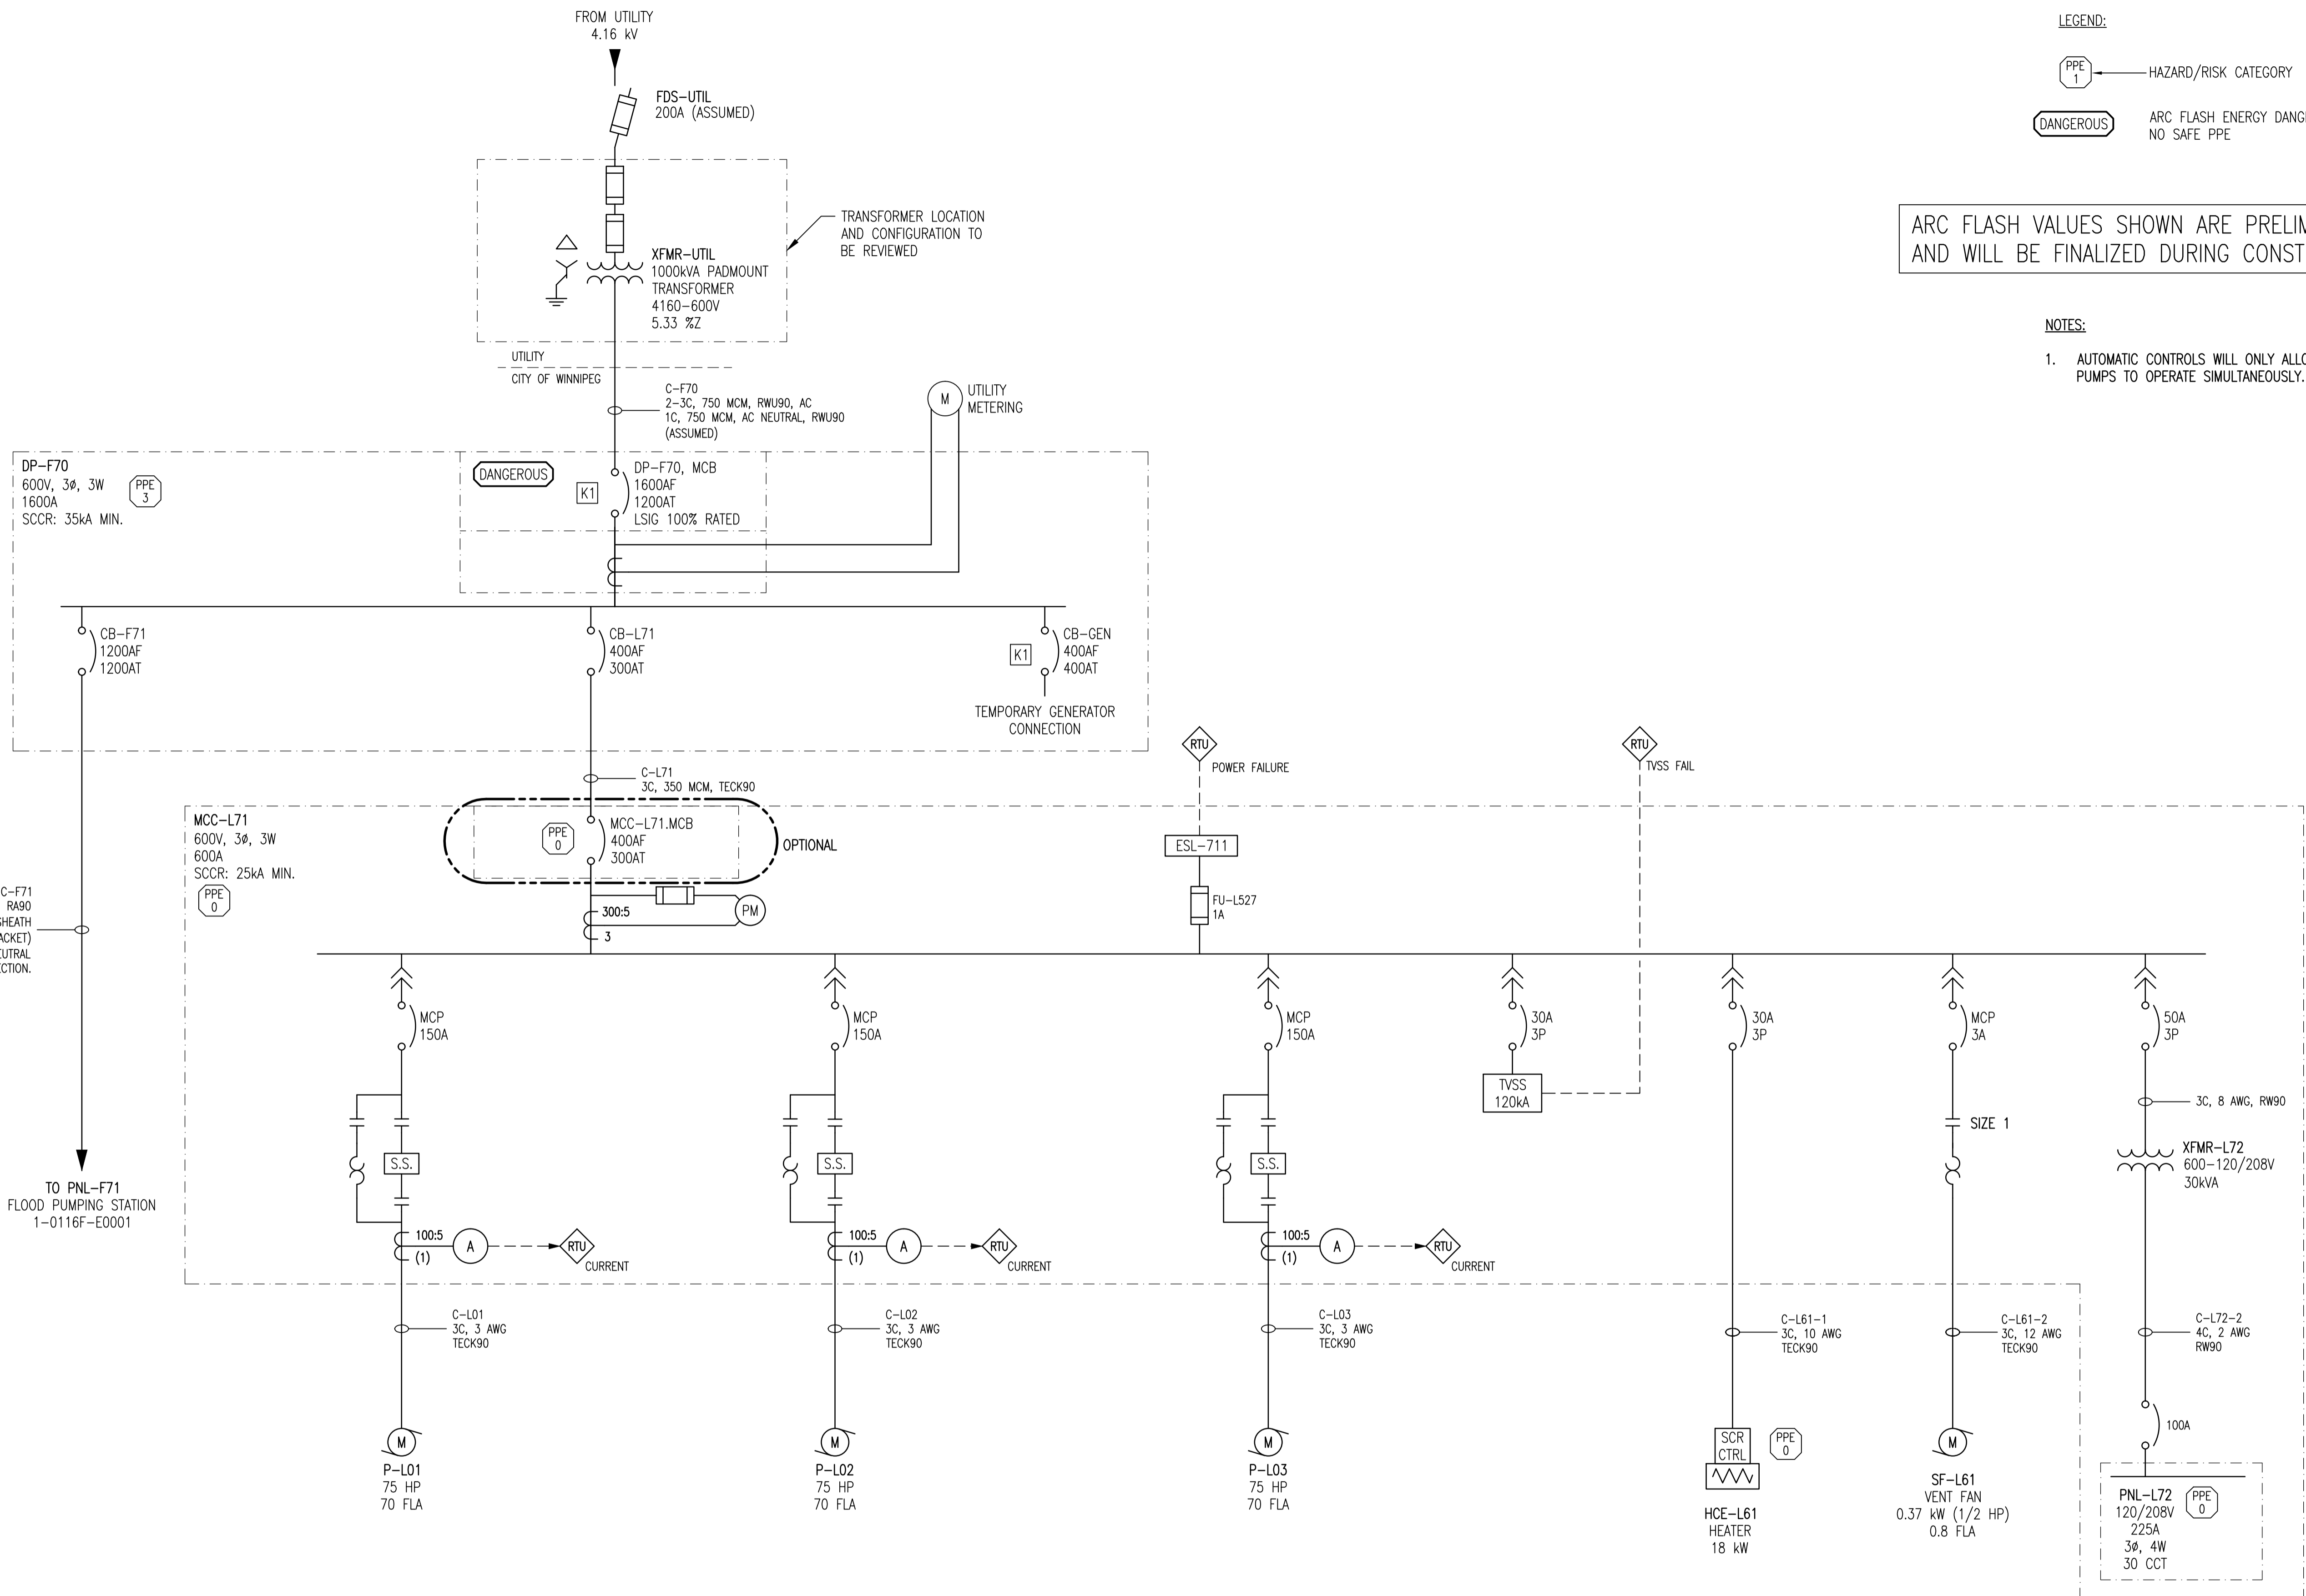 FROM UTILITY
4.16 kV
FDS-UTIL
200A (ASSUMED)
TRANSFORMER LOCATION
AND CONFIGURATION TO
BE REVIEWED
XFMR-UTIL
1000kVA PADMOUNT
TRANSFORMER
4160-600V
5.33 %Z
UTILITY
CITY OF WINNIPEG
C-F70
2-3C, 750 MCM, RWU90, AC
1C, 750 MCM, AC NEUTRAL, RWU90
(ASSUMED)
M
UTILITY
METERING
LEGEND:
PPE
1
HAZARD/RISK CATEGORY
DANGEROUS
ARC FLASH ENERGY DANG
NO SAFE PPE
ARC FLASH VALUES SHOWN ARE PRELIM
AND WILL BE FINALIZED DURING CONST
NOTES:
1. AUTOMATIC CONTROLS WILL ONLY ALLO
PUMPS TO OPERATE SIMULTANEOUSLY.
DP-F70
600V, 3ø, 3W
1600A
SCCR: 35kA MIN.
PPE
3
DANGEROUS
K1
DP-F70, MCB
1600AF
1200AT
LSIG 100% RATED
CB-F71
1200AF
1200AT
CB-L71
400AF
300AT
K1
CB-GEN
400AF
400AT
TEMPORARY GENERATOR
CONNECTION
C-L71
3C, 350 MCM, TECK90
RTU
POWER FAILURE
RTU
TVSS FAIL
MCC-L71
600V, 3ø, 3W
600A
SCCR: 25kA MIN.
PPE
0
PPE
0
MCC-L71.MCB
400AF
300AT
OPTIONAL
300:5
3
PM
ESL-711
FU-L527
1A
C-F71
RA90
SHEATH
ACKET)
EUTRAL
ECTION.
TO PNL-F71
FLOOD PUMPING STATION
1-0116F-E0001
MCP
150A
MCP
150A
MCP
150A
30A
3P
30A
3P
MCP
3A
50A
3P
S.S.
S.S.
S.S.
TVSS
120kA
SIZE 1
3C, 8 AWG, RW90
XFMR-L72
600-120/208V
30kVA
100:5
(1)
A
RTU
CURRENT
100:5
(1)
A
RTU
CURRENT
100:5
(1)
A
RTU
CURRENT
C-L01
3C, 3 AWG
TECK90
C-L02
3C, 3 AWG
TECK90
C-L03
3C, 3 AWG
TECK90
C-L61-1
3C, 10 AWG
TECK90
C-L61-2
3C, 12 AWG
TECK90
C-L72-2
4C, 2 AWG
RW90
100A
M
P-L01
75 HP
70 FLA
M
P-L02
75 HP
70 FLA
M
P-L03
75 HP
70 FLA
SCR
CTRL
PPE
0
HCE-L61
HEATER
18 kW
M
SF-L61
VENT FAN
0.37 kW (1/2 HP)
0.8 FLA
PNL-L72
120/208V
225A
3ø, 4W
30 CCT
PPE
0